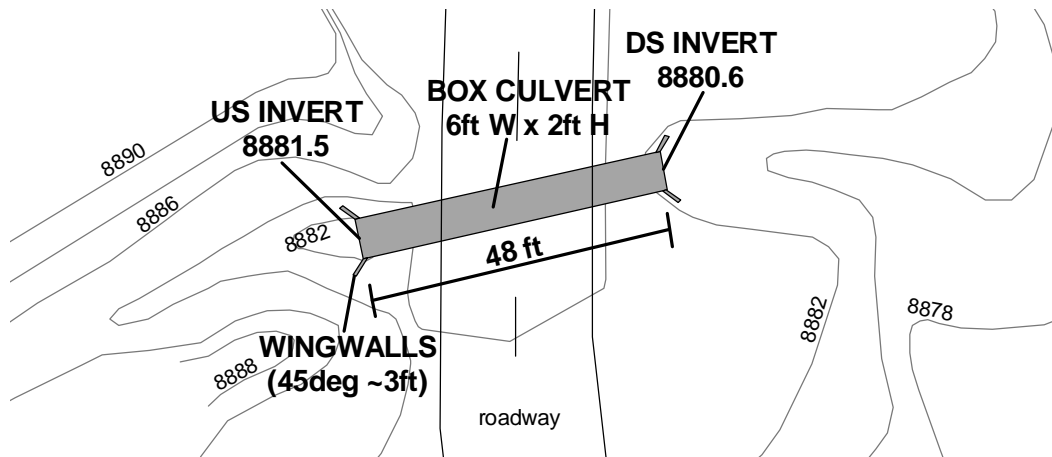 DS INVERT
8880.6
BOX CULVERT
6ft W x 2ft H
US INVERT
8881.5
8890
8886
8882
48 ft
8882
8878
WINGWALLS
(45deg ~3ft)
8888
roadway